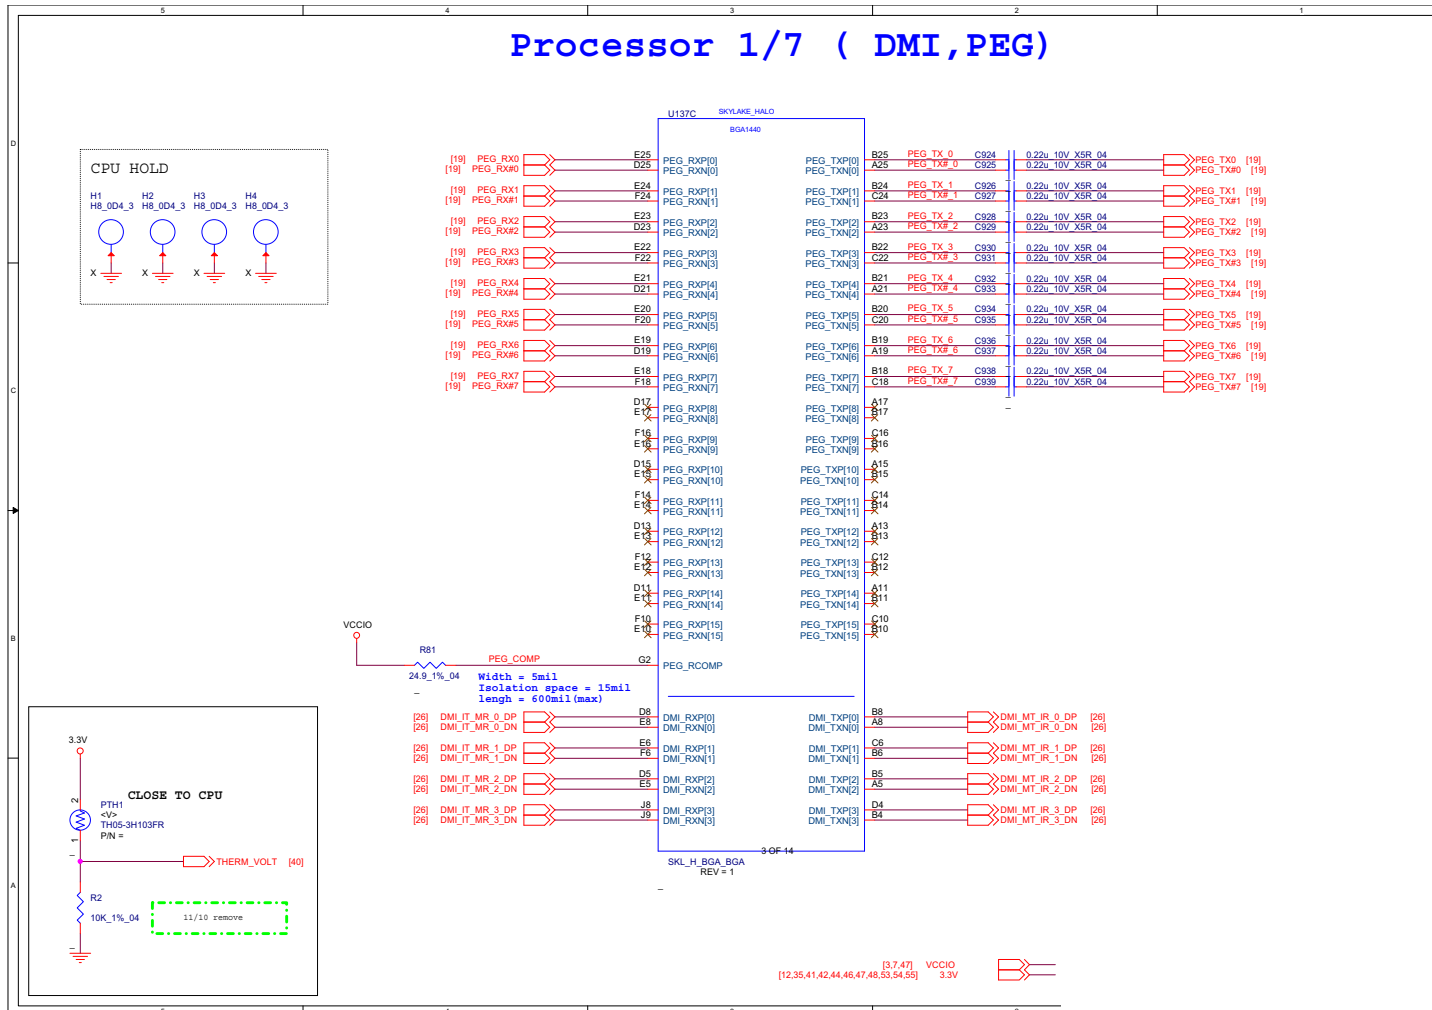 5 4 3 2 1
Processor 1/7 ( DMI,PEG)
D
C
B
A
CPU HOLD
H1 H2 H3 H4
H8_0D4_3 H8_0D4_3 H8_0D4_3 H8_0D4_3
X X X X
U137C SKYLAKE_HALO
BGA1440
[19] PEG_RX0 E25 PEG_RXP[0] PEG_TXP[0] B25 PEG_TX_0 C924 0.22u_10V_X5R_04 PEG_TX0 [19]
[19] PEG_RX#0 D25 PEG_RXN[0] PEG_TXN[0] A25 PEG_TX#_0 C925 0.22u_10V_X5R_04 PEG_TX#0 [19]
[19] PEG_RX1 E24 PEG_RXP[1] PEG_TXP[1] B24 PEG_TX_1 C926 0.22u_10V_X5R_04 PEG_TX1 [19]
[19] PEG_RX#1 F24 PEG_RXN[1] PEG_TXN[1] C24 PEG_TX#_1 C927 0.22u_10V_X5R_04 PEG_TX#1 [19]
[19] PEG_RX2 E23 PEG_RXP[2] PEG_TXP[2] B23 PEG_TX_2 C928 0.22u_10V_X5R_04 PEG_TX2 [19]
[19] PEG_RX#2 D23 PEG_RXN[2] PEG_TXN[2] A23 PEG_TX#_2 C929 0.22u_10V_X5R_04 PEG_TX#2 [19]
[19] PEG_RX3 E22 PEG_RXP[3] PEG_TXP[3] B22 PEG_TX_3 C930 0.22u_10V_X5R_04 PEG_TX3 [19]
[19] PEG_RX#3 F22 PEG_RXN[3] PEG_TXN[3] C22 PEG_TX#_3 C931 0.22u_10V_X5R_04 PEG_TX#3 [19]
[19] PEG_RX4 E21 PEG_RXP[4] PEG_TXP[4] B21 PEG_TX_4 C932 0.22u_10V_X5R_04 PEG_TX4 [19]
[19] PEG_RX#4 D21 PEG_RXN[4] PEG_TXN[4] A21 PEG_TX#_4 C933 0.22u_10V_X5R_04 PEG_TX#4 [19]
[19] PEG_RX5 E20 PEG_RXP[5] PEG_TXP[5] B20 PEG_TX_5 C934 0.22u_10V_X5R_04 PEG_TX5 [19]
[19] PEG_RX#5 F20 PEG_RXN[5] PEG_TXN[5] C20 PEG_TX#_5 C935 0.22u_10V_X5R_04 PEG_TX#5 [19]
[19] PEG_RX6 E19 PEG_RXP[6] PEG_TXP[6] B19 PEG_TX_6 C936 0.22u_10V_X5R_04 PEG_TX6 [19]
[19] PEG_RX#6 D19 PEG_RXN[6] PEG_TXN[6] A19 PEG_TX#_6 C937 0.22u_10V_X5R_04 PEG_TX#6 [19]
[19] PEG_RX7 E18 PEG_RXP[7] PEG_TXP[7] B18 PEG_TX_7 C938 0.22u_10V_X5R_04 PEG_TX7 [19]
[19] PEG_RX#7 F18 PEG_RXN[7] PEG_TXN[7] C18 PEG_TX#_7 C939 0.22u_10V_X5R_04 PEG_TX#7 [19]
D17 PEG_RXP[8] PEG_TXP[8] A17
E17 PEG_RXN[8] PEG_TXN[8] B17
F16 PEG_RXP[9] PEG_TXP[9] C16
E16 PEG_RXN[9] PEG_TXN[9] B16
D15 PEG_RXP[10] PEG_TXP[10] A15
E15 PEG_RXN[10] PEG_TXN[10] B15
F14 PEG_RXP[11] PEG_TXP[11] C14
E14 PEG_RXN[11] PEG_TXN[11] B14
D13 PEG_RXP[12] PEG_TXP[12] A13
E13 PEG_RXN[12] PEG_TXN[12] B13
F12 PEG_RXP[13] PEG_TXP[13] C12
E12 PEG_RXN[13] PEG_TXN[13] B12
D11 PEG_RXP[14] PEG_TXP[14] A11
E11 PEG_RXN[14] PEG_TXN[14] B11
F10 PEG_RXP[15] PEG_TXP[15] C10
E10 PEG_RXN[15] PEG_TXN[15] B10
VCCIO
R81 PEG_COMP G2 PEG_RCOMP
24.9_1%_04
Width = 5mil
Isolation space = 15mil
lengh = 600mil(max)
[26] DMI_IT_MR_0_DP D8 DMI_RXP[0] DMI_TXP[0] B8 DMI_MT_IR_0_DP [26]
[26] DMI_IT_MR_0_DN E8 DMI_RXN[0] DMI_TXN[0] A8 DMI_MT_IR_0_DN [26]
[26] DMI_IT_MR_1_DP E6 DMI_RXP[1] DMI_TXP[1] C6 DMI_MT_IR_1_DP [26]
[26] DMI_IT_MR_1_DN F6 DMI_RXN[1] DMI_TXN[1] B6 DMI_MT_IR_1_DN [26]
[26] DMI_IT_MR_2_DP D5 DMI_RXP[2] DMI_TXP[2] B5 DMI_MT_IR_2_DP [26]
[26] DMI_IT_MR_2_DN E5 DMI_RXN[2] DMI_TXN[2] A5 DMI_MT_IR_2_DN [26]
[26] DMI_IT_MR_3_DP J8 DMI_RXP[3] DMI_TXP[3] D4 DMI_MT_IR_3_DP [26]
[26] DMI_IT_MR_3_DN J9 DMI_RXN[3] DMI_TXN[3] B4 DMI_MT_IR_3_DN [26]
3 OF 14
SKL_H_BGA_BGA
REV = 1
3.3V
CLOSE TO CPU
2
PTH1
<V>
TH05-3H103FR
P/N =
1
THERM_VOLT [40]
R2
10K_1%_04
11/10 remove
[3,7,47] VCCIO
[12,35,41,42,44,46,47,48,53,54,55] 3.3V